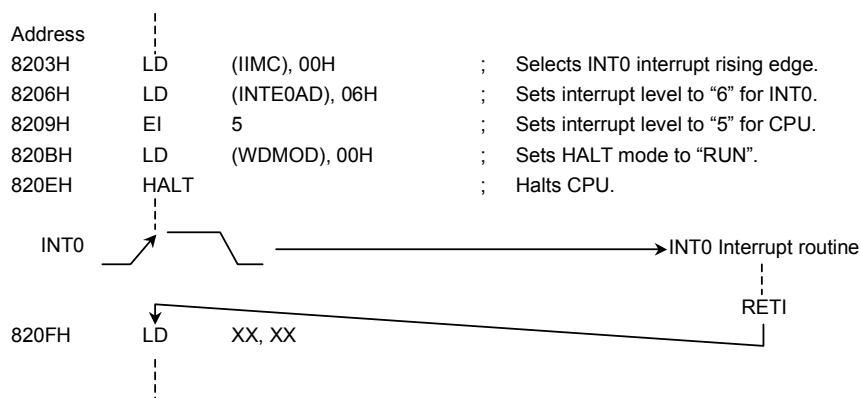 Address
8203H LD (IIMC), 00H ; Selects INT0 interrupt rising edge.
8206H LD (INTE0AD), 06H ; Sets interrupt level to “6” for INT0.
8209H EI 5 ; Sets interrupt level to “5” for CPU.
820BH LD (WDMOD), 00H ; Sets HALT mode to “RUN”.
820EH HALT ; Halts CPU.
INT0 INT0 Interrupt routine
RETI
820FH LD XX, XX